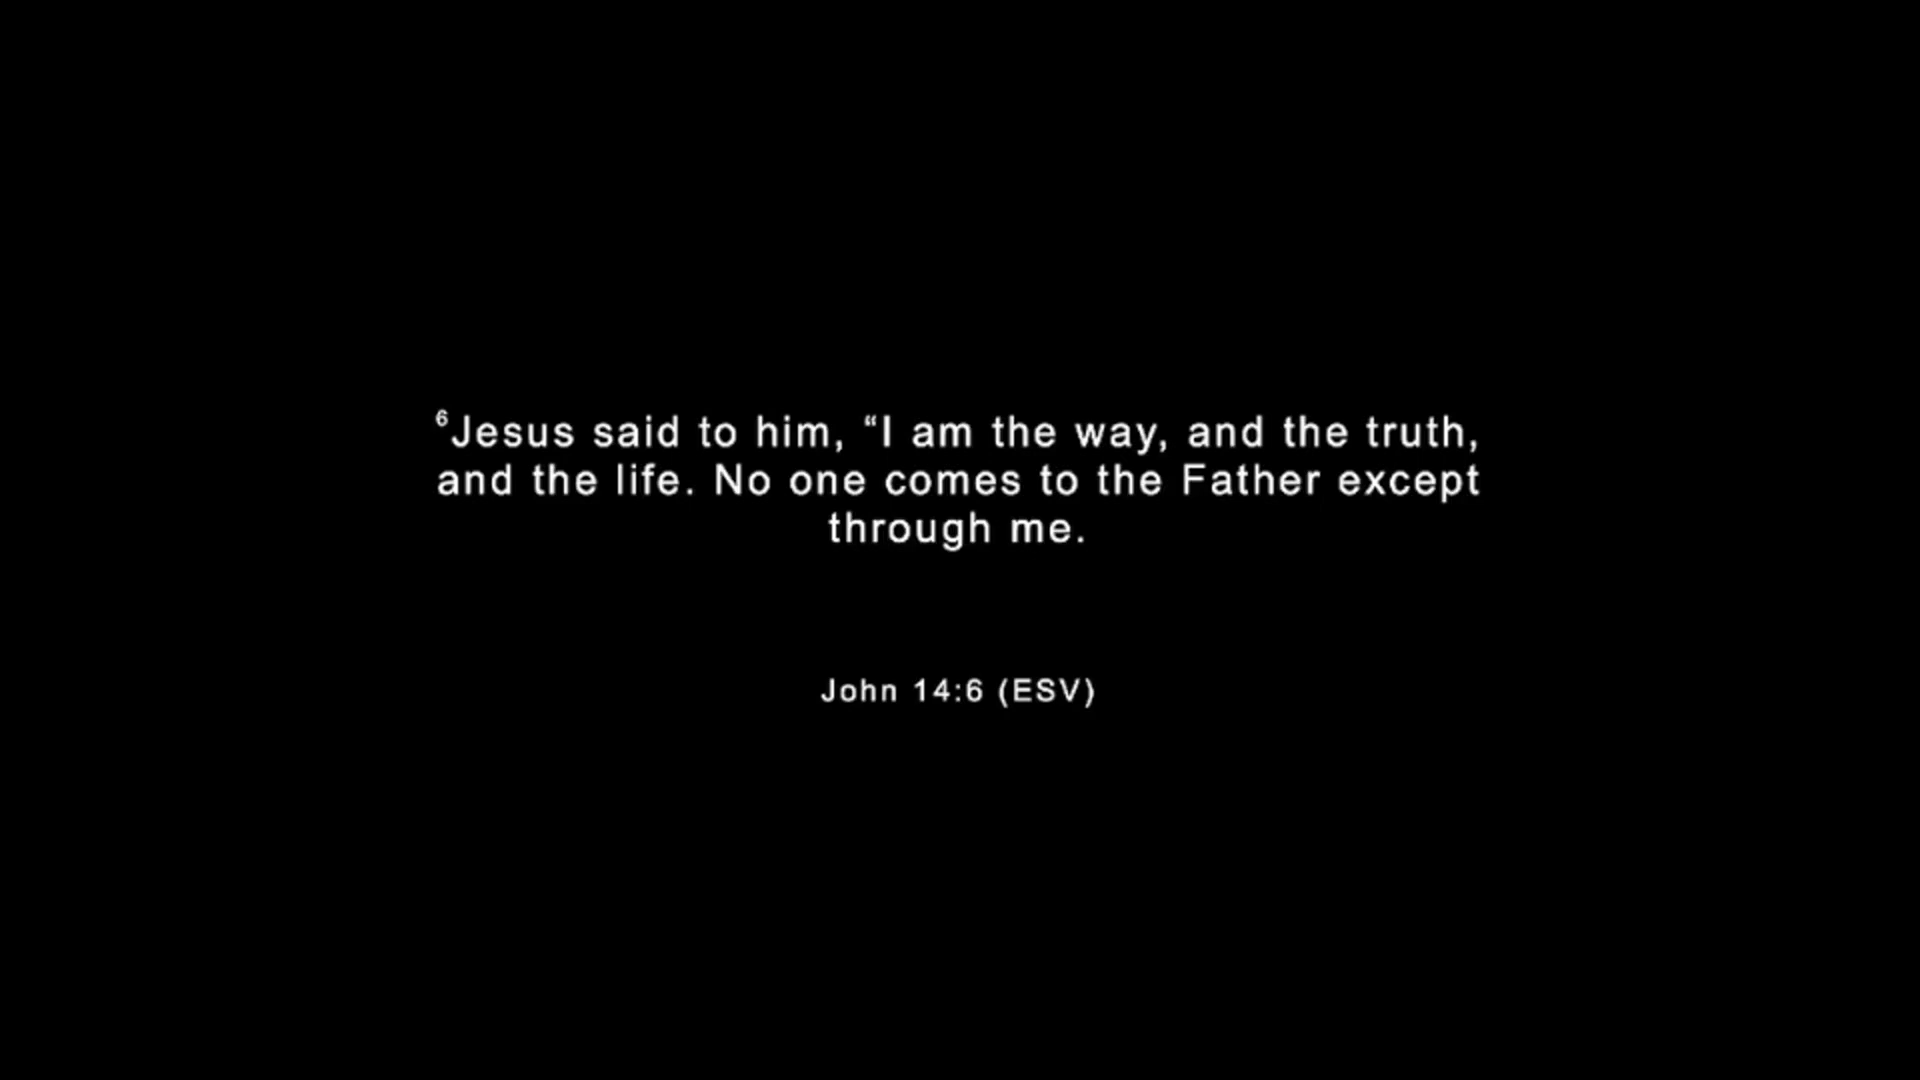 ⁶Jesus said to him, “I am the way, and the truth,
and the life. No one comes to the Father except
through me.
John 14:6 (ESV)